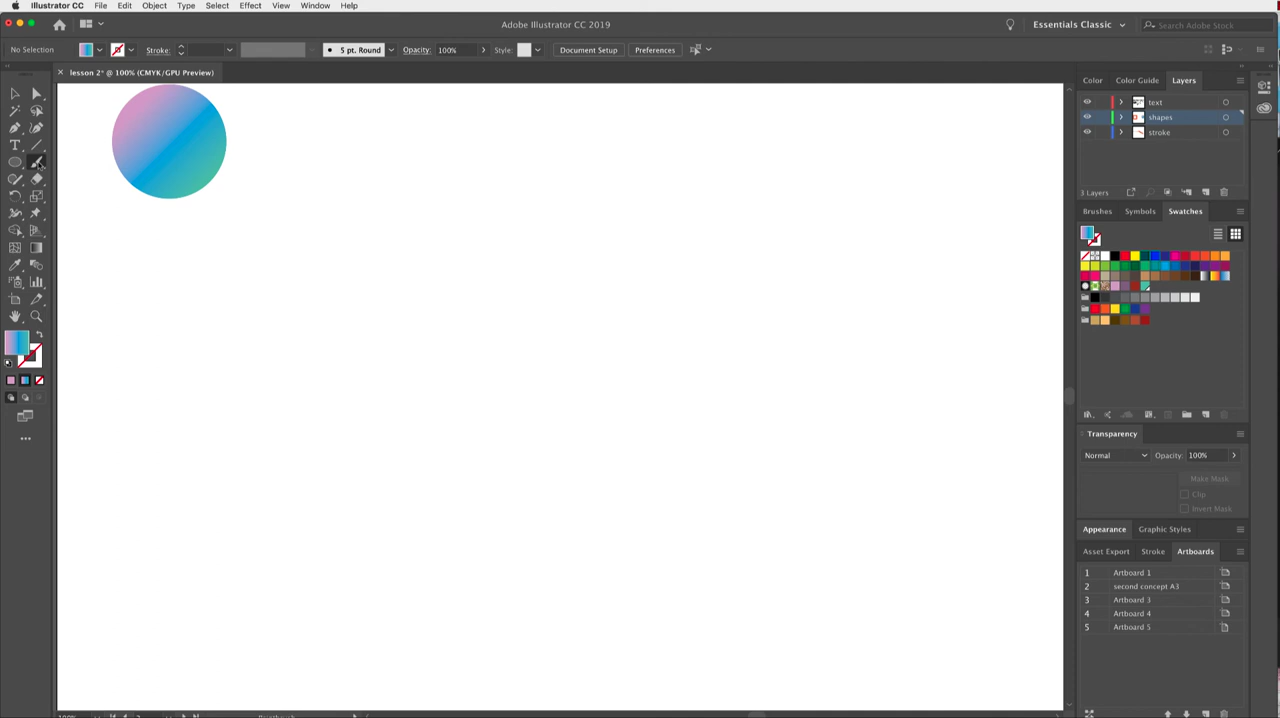 Illustrator CC File Edit Object Type Select Effect View Window Help
Adobe Illustrator CC 2019
Essentials Classic
Search Adobe Stock
No Selection
Stroke:
5 pt. Round
Opacity: 100%
Style:
Document Setup
Preferences
lesson 2* @ 100% (CMYK/GPU Preview)
Color Color Guide Layers
text
shapes
stroke
3 Layers
Brushes Symbols Swatches
Transparency
Normal
Opacity: 100%
Make Mask
Clip
Invert Mask
Appearance Graphic Styles
Asset Export Stroke Artboards
1 Artboard 1
2 second concept A3
3 Artboard 3
4 Artboard 4
5 Artboard 5
100%
Paintbrush